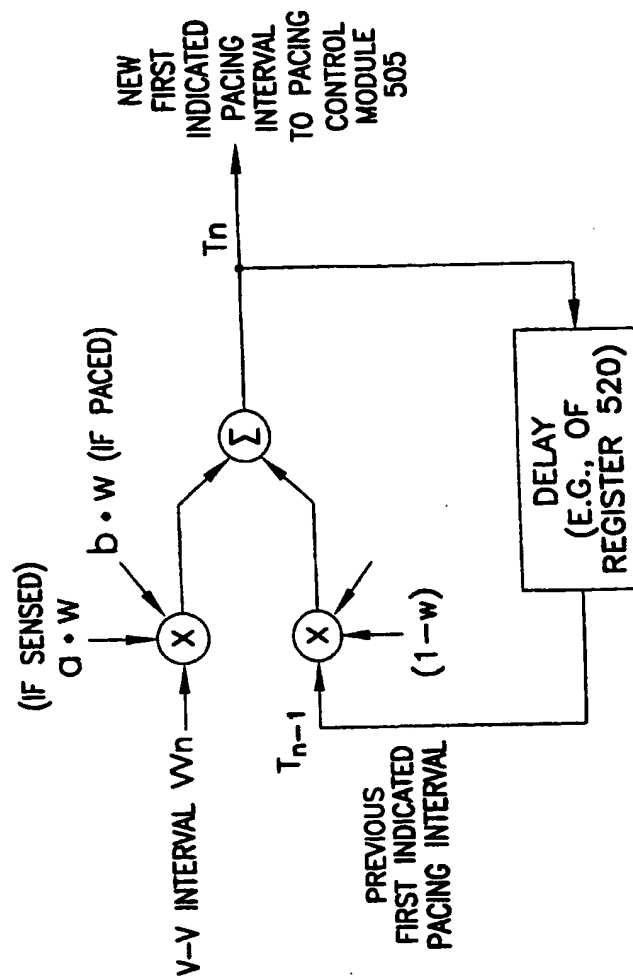 (IF SENSED)
a • w
b • w (IF PACED)
V-V INTERVAL VVn
X
Σ
Tn
NEW
FIRST
INDICATED
PACING
INTERVAL
TO PACING
CONTROL
MODULE
505
Tn-1
X
(1-w)
PREVIOUS
FIRST INDICATED
PACING INTERVAL
DELAY
(E.G., OF
REGISTER 520)